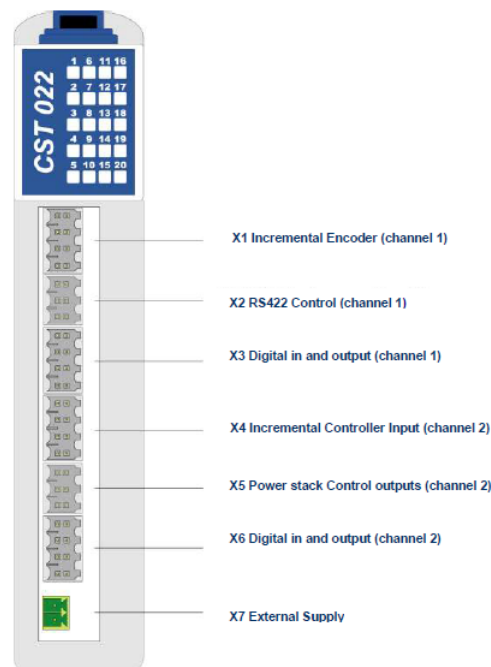 1 6 11 16
2 7 12 17
3 8 13 18
4 9 14 19
5 10 15 20
CST 022
X1 Incremental Encoder (channel 1)
X2 RS422 Control (channel 1)
X3 Digital in and output (channel 1)
X4 Incremental Controller Input (channel 2)
X5 Power stack Control outputs (channel 2)
X6 Digital in and output (channel 2)
X7 External Supply